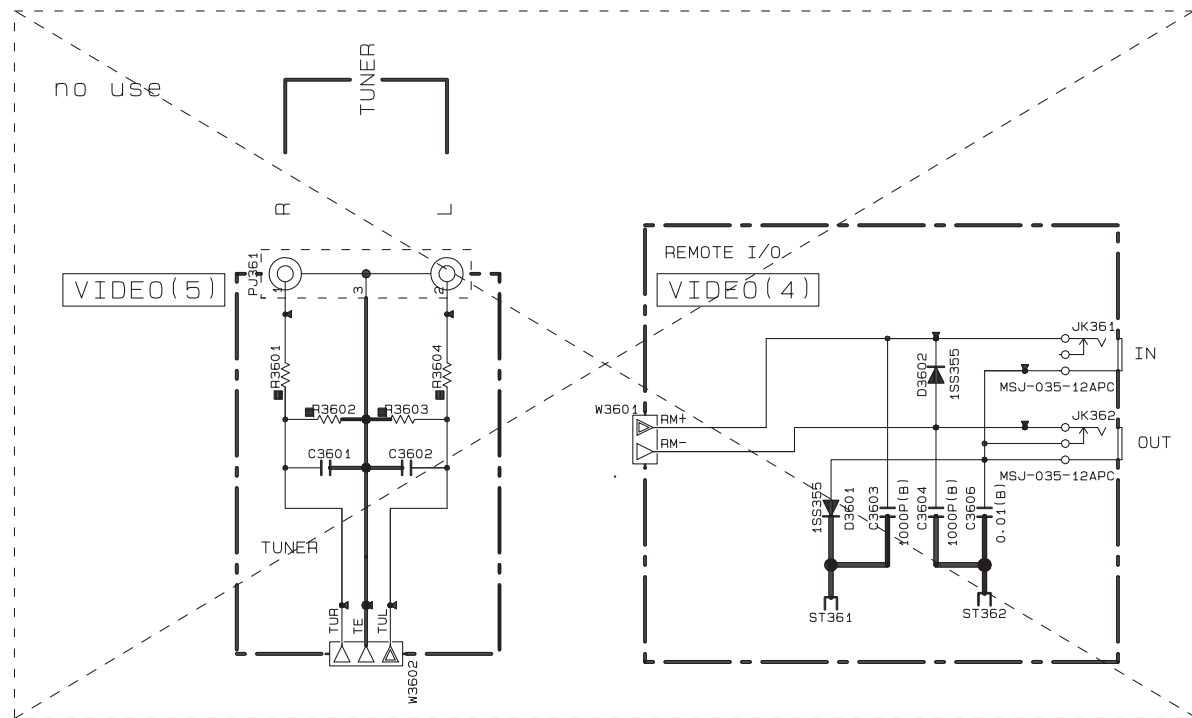 no use
TUNER
R
L
VIDEO(5)
PJ361
1
3
2
R3601
R3604
R3602
R3603
C3601
C3602
TUNER
TUR
TE
TUL
W3602
REMOTE I/O
VIDEO(4)
W3601
RM+
RM-
D3602
1SS355
JK361
IN
MSJ-035-12APC
JK362
OUT
MSJ-035-12APC
1SS355
D3601
C3603
1000P(B)
C3604
1000P(B)
C3606
0.01(B)
ST361
ST362